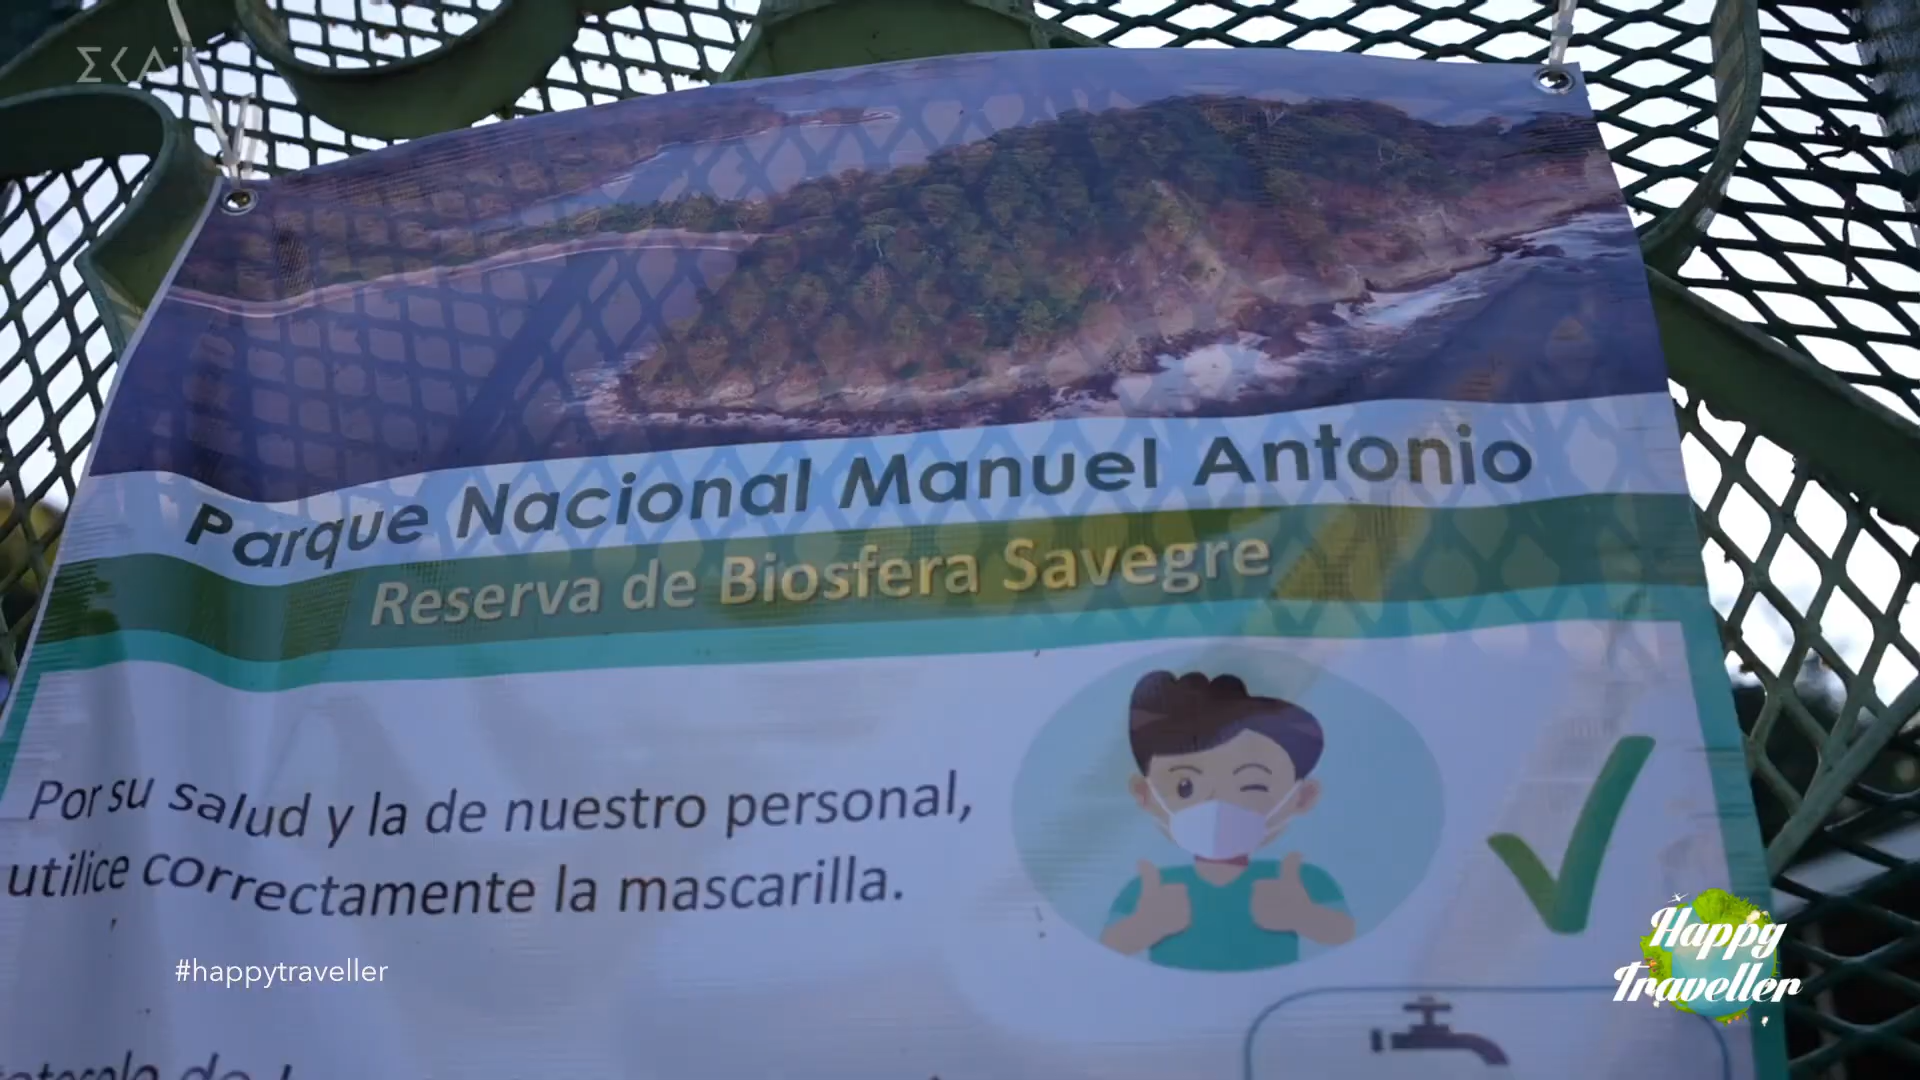 ΣΚΑΪ
Parque Nacional Manuel Antonio
Reserva de Biosfera Savegre
Por su salud y la de nuestro personal,
utilice correctamente la mascarilla.
#happytraveller
Happy
Traveller